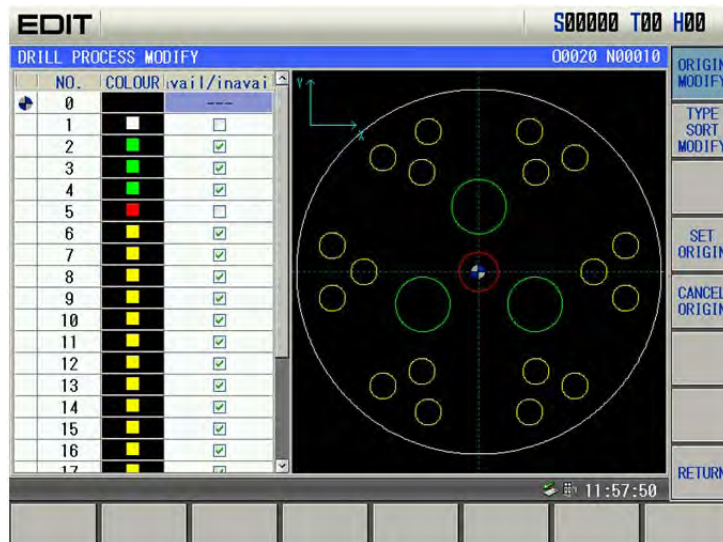 EDIT
S00000 T00 H00
DRILL PROCESS MODIFY
O0020 N00010
NO. COLOUR vail/inavai
0 ---
1
2
3
4
5
6
7
8
9
10
11
12
13
14
15
16
17
Y
X
ORIGIN
MODIFY
TYPE
SORT
MODIFY
SET
ORIGIN
CANCEL
ORIGIN
RETURN
11:57:50